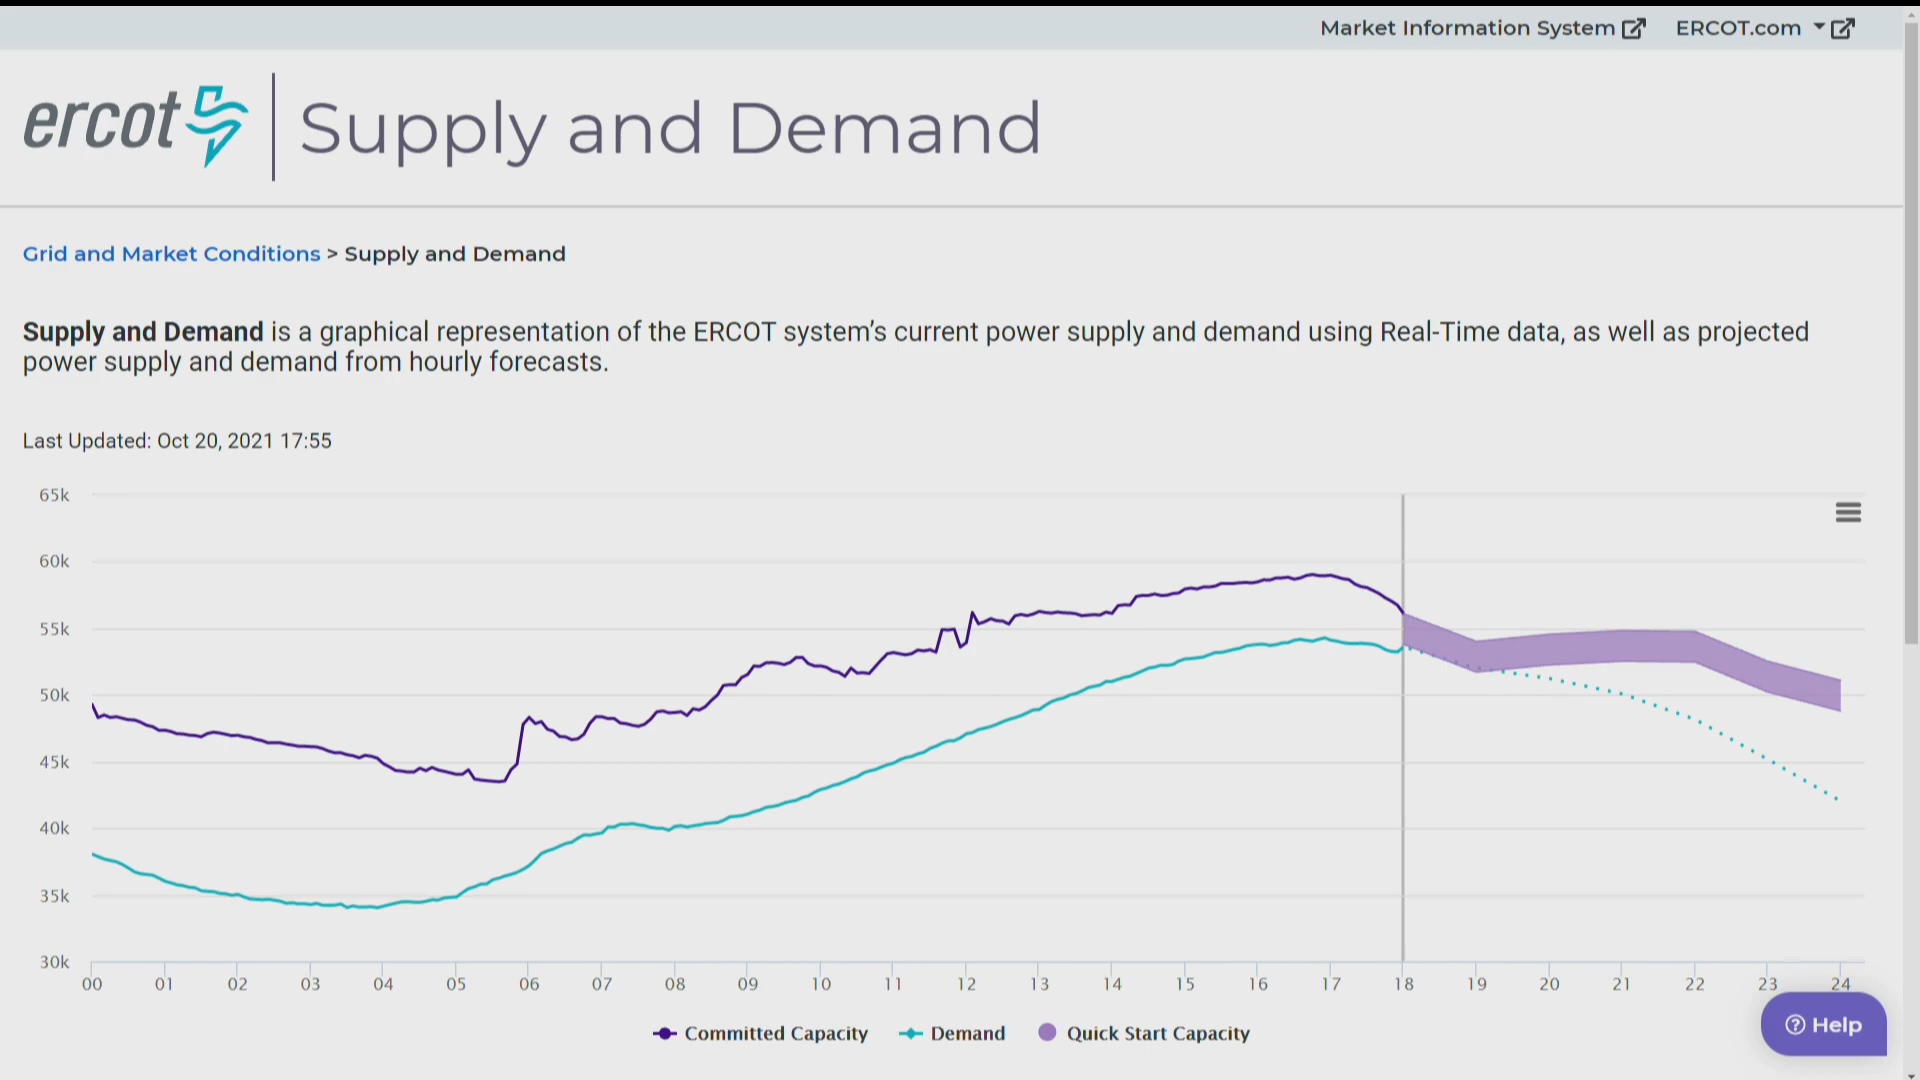 Market Information System ERCOT.com
ercot Supply and Demand
Grid and Market Conditions > Supply and Demand
Supply and Demand is a graphical representation of the ERCOT system's current power supply and demand using Real-Time data, as well as projected
power supply and demand from hourly forecasts.
Last Updated: Oct 20, 2021 17:55
65k
60k
55k
50k
45k
40k
35k
30k
00 01 02 03 04 05 06 07 08 09 10 11 12 13 14 15 16 17 18 19 20 21 22 23 24
Committed Capacity Demand Quick Start Capacity
? Help